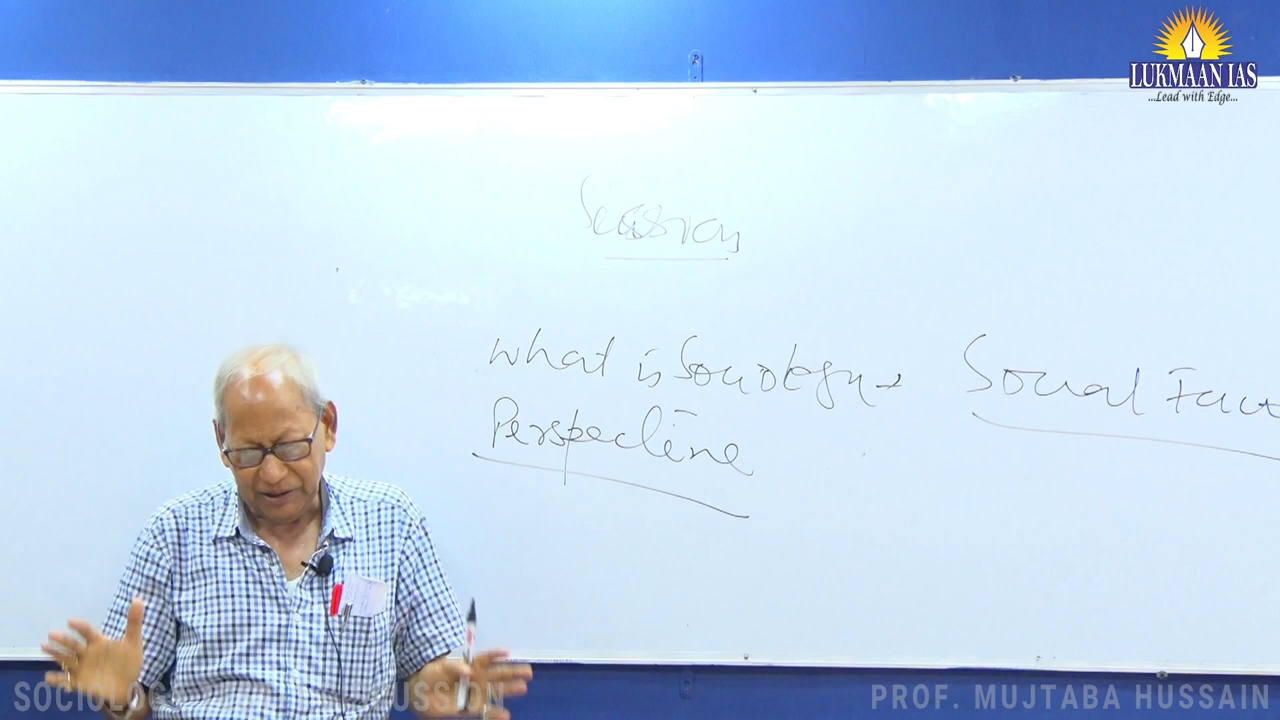 LUKMAAN IAS
...Lead with Edge...
Session
What is Sociology
Social Fact
Perspective
PROF. MUJTABA HUSSAIN